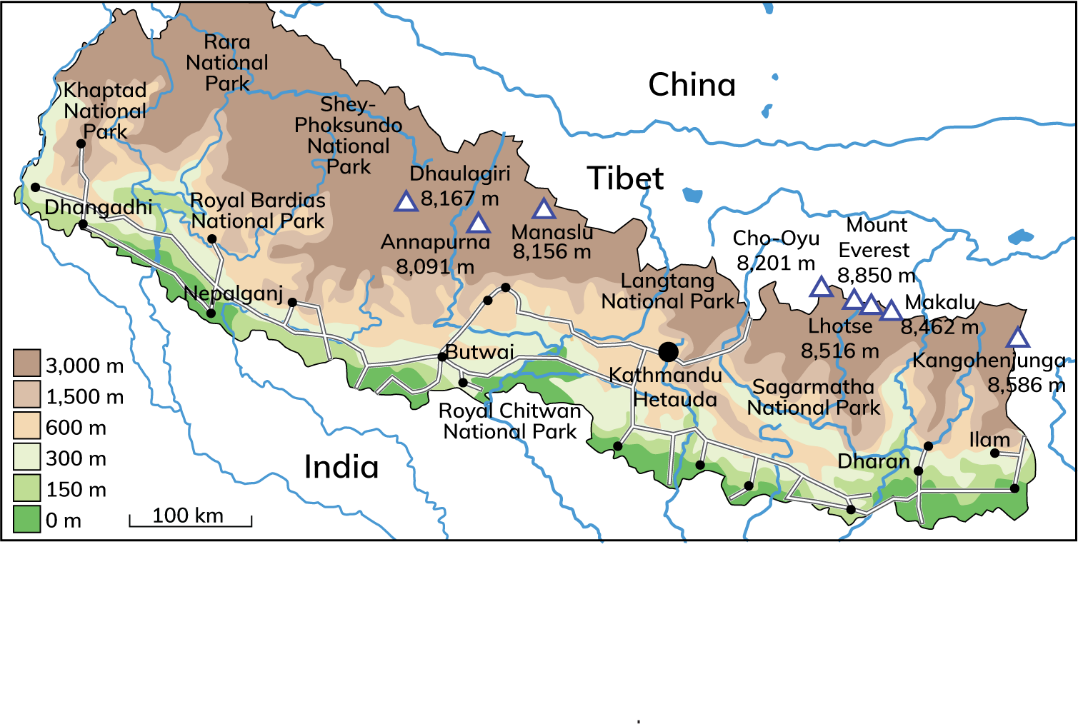 Rara
National
Park
Khaptad
National
Park
China
Shey-
Phoksundo
National
Park
Dhaulagiri
8,167 m
Tibet
Dhangadhi
Royal Bardias
National Park
Annapurna
8,091 m
Manaslu
8,156 m
Cho-Oyu
8,201 m
Mount
Everest
8,850 m
Langtang
National Park
Nepalganj
Makalu
8,462 m
Lhotse
8,516 m
Kangohenjunga
8,586 m
Butwai
Kathmandu
Hetauda
Sagarmatha
National Park
Royal Chitwan
National Park
Ilam
Dharan
India
3,000 m
1,500 m
600 m
300 m
150 m
0 m
100 km